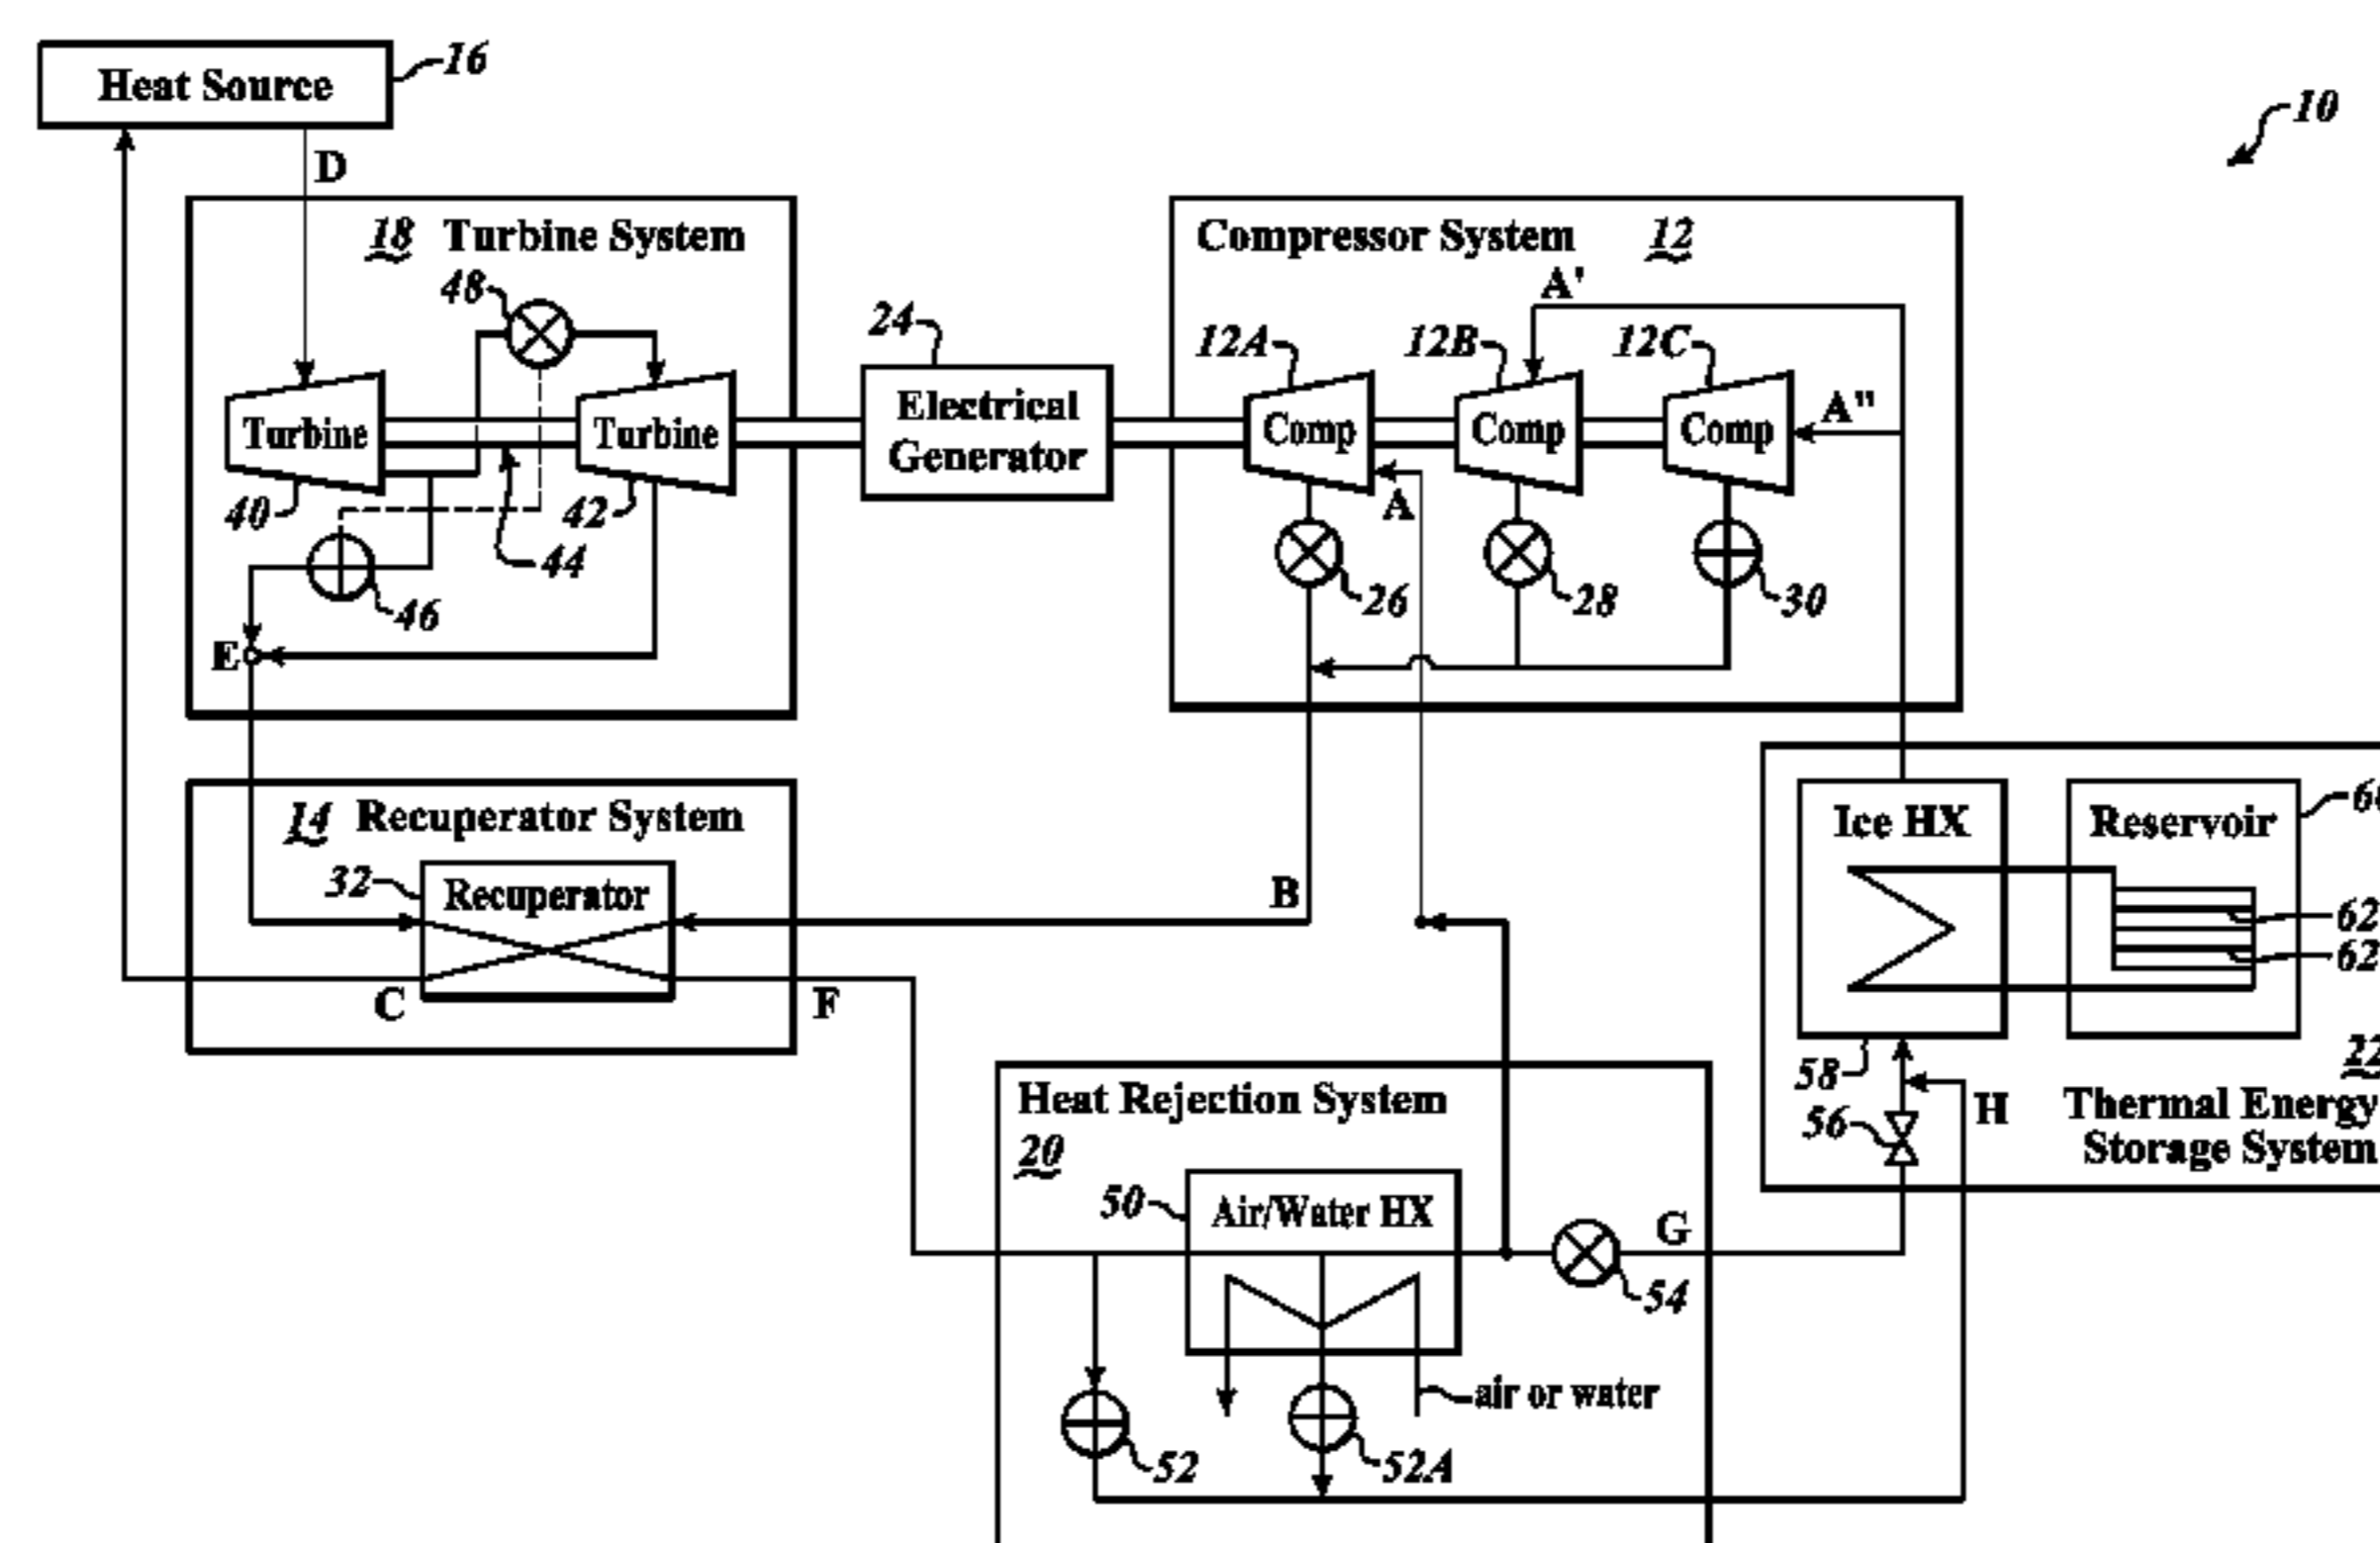 Heat Source
16
10
D
18 Turbine System
Compressor System 12
48
A'
24
12A
12B
12C
Electrical
Generator
Turbine
Turbine
Comp
Comp
Comp
A"
40
42
A
44
46
26
28
30
E
14 Recuperator System
Ice HX
Reservoir
32
Recuperator
B
62
62
C
F
58
22
Heat Rejection System
20
H
Thermal Energy
Storage System
56
50
Air/Water HX
G
54
air or water
52
52A